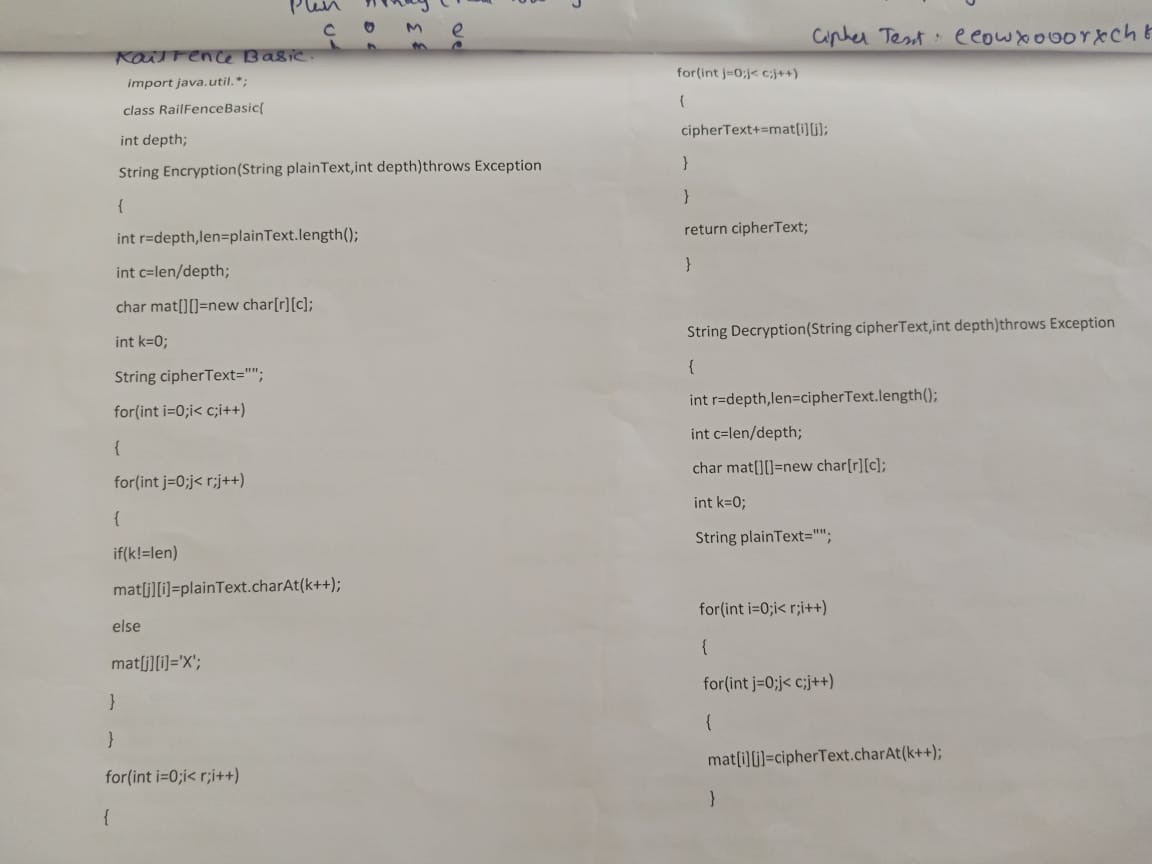 Plain
c o m e
Cipher Text : eeowxooorxch
RailFence Basic.
import java.util.*;
class RailFenceBasic{
int depth;
String Encryption(String plainText,int depth)throws Exception
{
int r=depth,len=plainText.length();
int c=len/depth;
char mat[][]=new char[r][c];
int k=0;
String cipherText="";
for(int i=0;i< c;i++)
{
for(int j=0;j< r;j++)
{
if(k!=len)
mat[j][i]=plainText.charAt(k++);
else
mat[j][i]='X';
}
}
for(int i=0;i< r;i++)
{
for(int j=0;j< c;j++)
{
cipherText+=mat[i][j];
}
}
return cipherText;
}
String Decryption(String cipherText,int depth)throws Exception
{
int r=depth,len=cipherText.length();
int c=len/depth;
char mat[][]=new char[r][c];
int k=0;
String plainText="";
for(int i=0;i< r;i++)
{
for(int j=0;j< c;j++)
{
mat[i][j]=cipherText.charAt(k++);
}